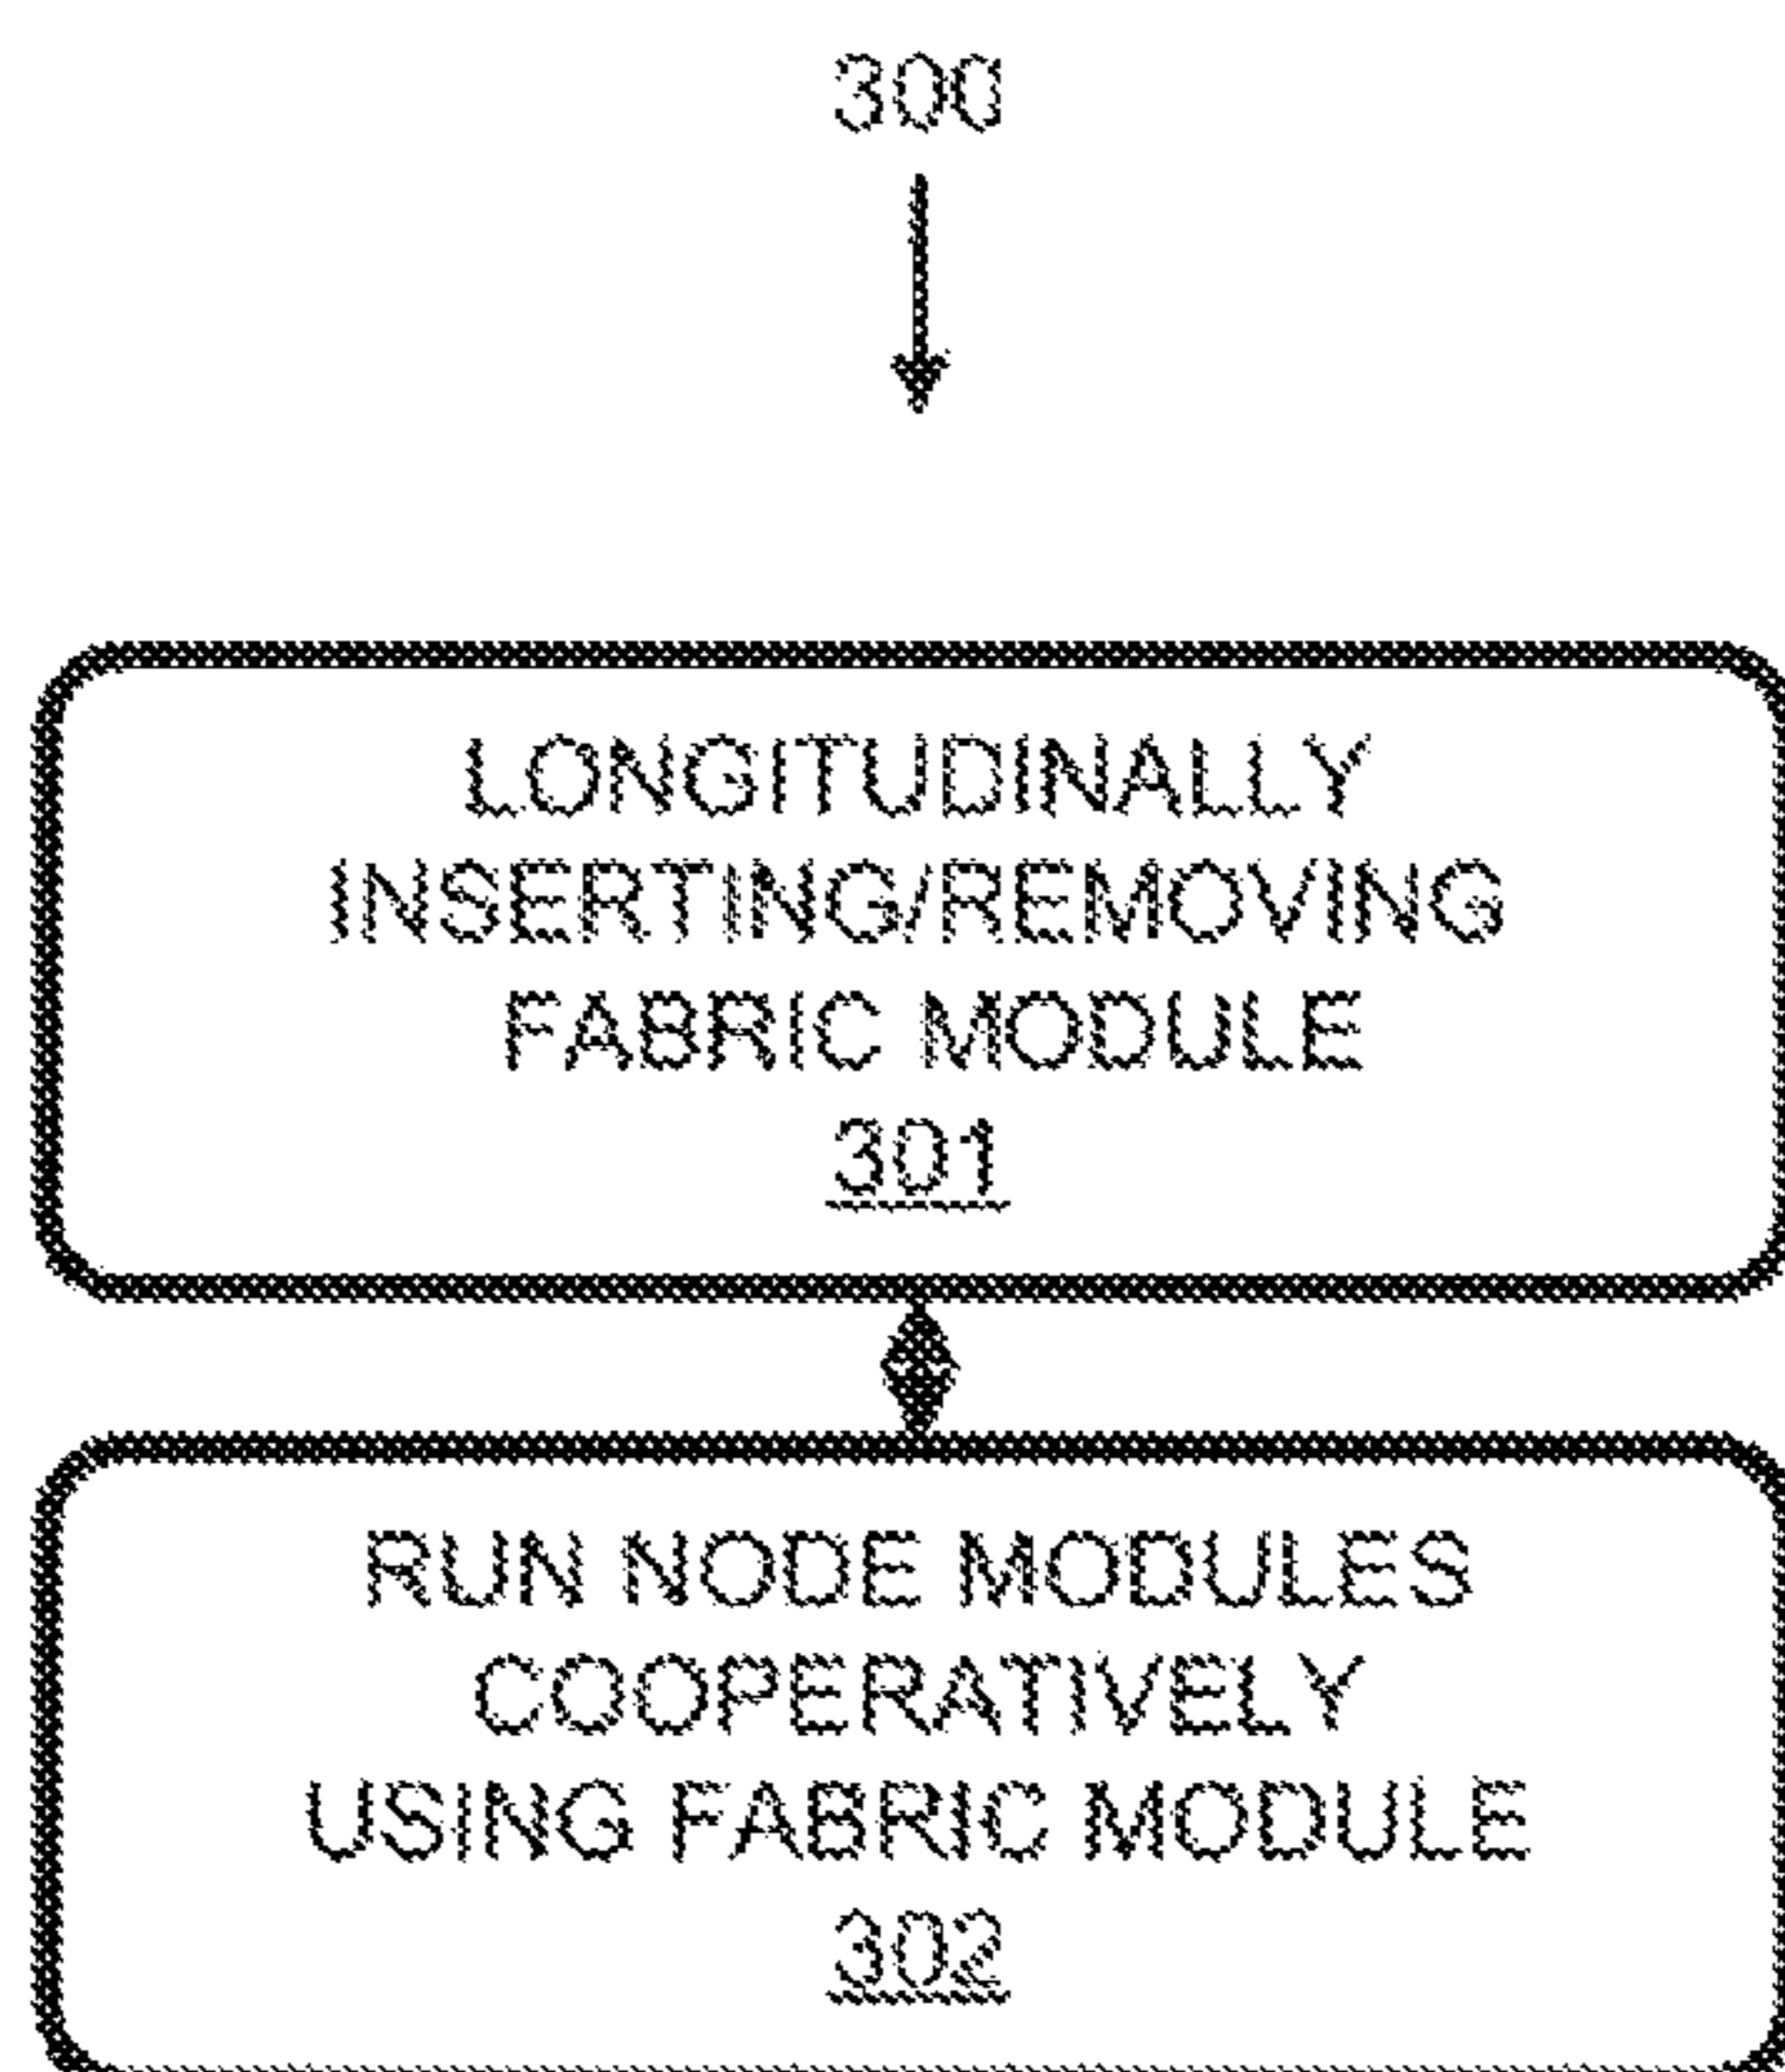 300
LONGITUDINALLY
INSERTING/REMOVING
FABRIC MODULE
301
RUN NODE MODULES
COOPERATIVELY
USING FABRIC MODULE
302